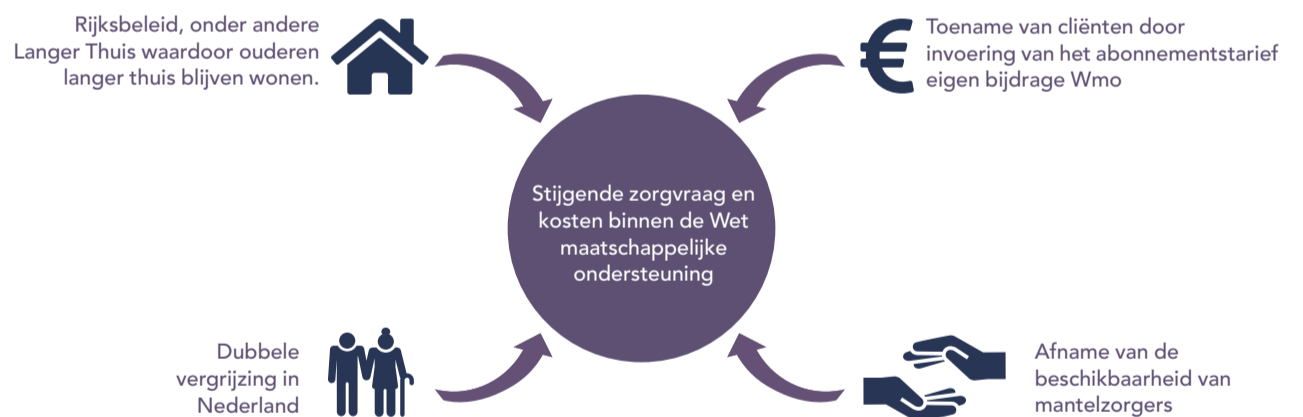 Rijksbeleid, onder andere
Langer Thuis waardoor ouderen
langer thuis blijven wonen.
€
Toename van cliënten door
invoering van het abonnementstarief
eigen bijdrage Wmo
Stijgende zorgvraag en
kosten binnen de Wet
maatschappelijke
ondersteuning
Dubbele
vergrijzing in
Nederland
Afname van de
beschikbaarheid van
mantelzorgers